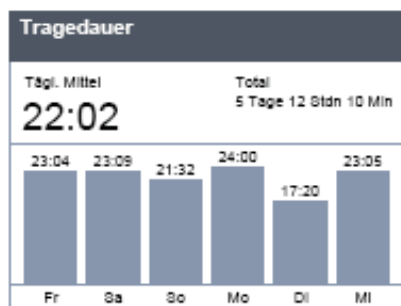 Tragedauer
Tägl. Mittel
22:02
Total
5 Tage 12 Stdn 10 Min
23:04 23:09 21:32 24:00 17:20 23:05
Fr Sa So Mo Di Mi